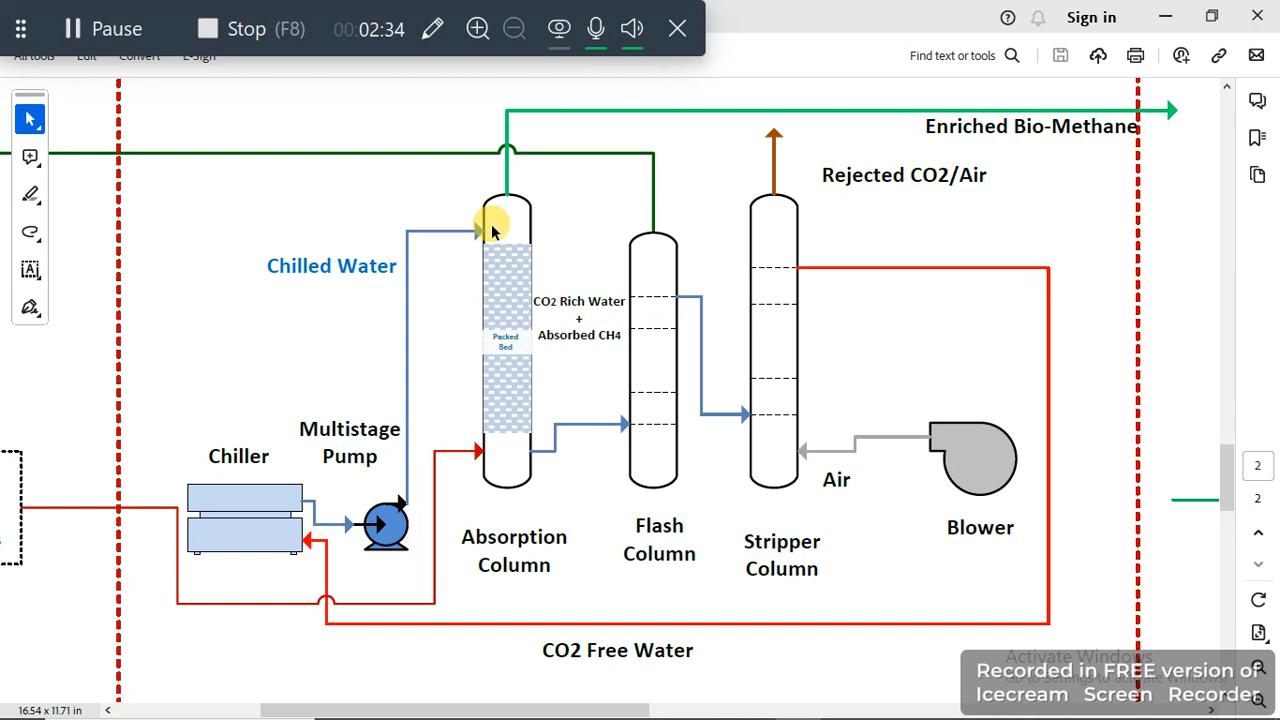 Pause
Stop (F8)
00:02:34
Sign in
All tools
Edit
Convert
E-Sign
Find text or tools
Enriched Bio-Methane
Rejected CO2/Air
Chilled Water
CO2 Rich Water
+
Absorbed CH4
Packed
Bed
Multistage
Pump
Chiller
Air
Absorption
Column
Flash
Column
Stripper
Column
Blower
CO2 Free Water
2
2
Activate Windows
Recorded in FREE version of
Icecream Screen Recorder
16.54 x 11.71 in